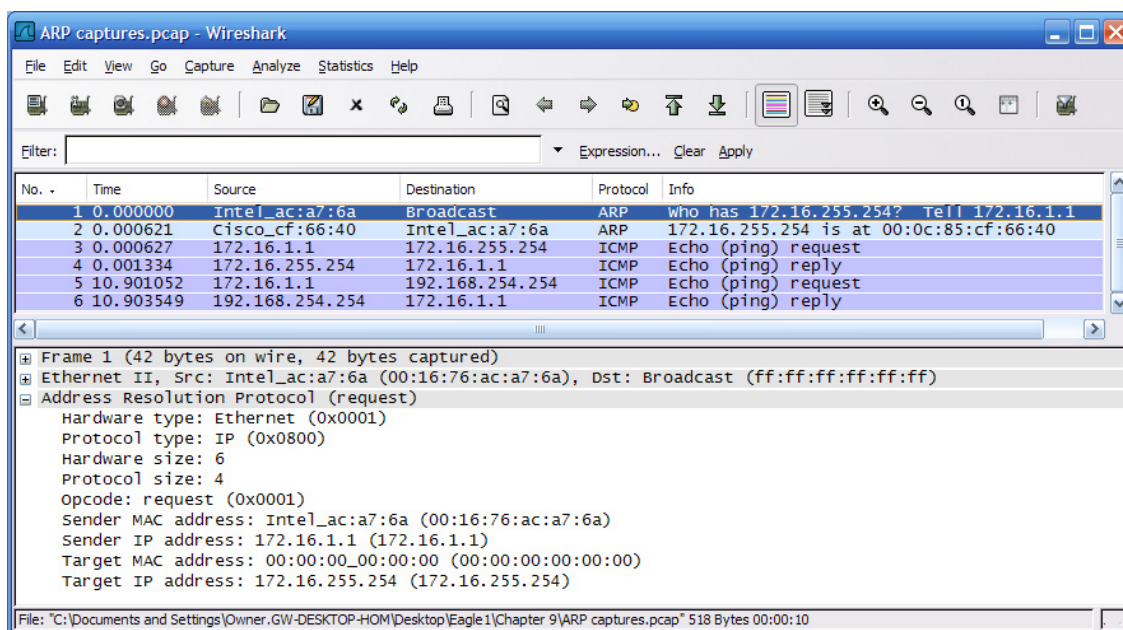 ARP captures.pcap - Wireshark
File Edit View Go Capture Analyze Statistics Help
Filter: Expression... Clear Apply
No. - Time Source Destination Protocol Info
1 0.000000 Intel_ac:a7:6a Broadcast ARP Who has 172.16.255.254? Tell 172.16.1.1
2 0.000621 Cisco_cf:66:40 Intel_ac:a7:6a ARP 172.16.255.254 is at 00:0c:85:cf:66:40
3 0.000627 172.16.1.1 172.16.255.254 ICMP Echo (ping) request
4 0.001334 172.16.255.254 172.16.1.1 ICMP Echo (ping) reply
5 10.901052 172.16.1.1 192.168.254.254 ICMP Echo (ping) request
6 10.903549 192.168.254.254 172.16.1.1 ICMP Echo (ping) reply
Frame 1 (42 bytes on wire, 42 bytes captured)
Ethernet II, Src: Intel_ac:a7:6a (00:16:76:ac:a7:6a), Dst: Broadcast (ff:ff:ff:ff:ff:ff)
Address Resolution Protocol (request)
Hardware type: Ethernet (0x0001)
Protocol type: IP (0x0800)
Hardware size: 6
Protocol size: 4
Opcode: request (0x0001)
Sender MAC address: Intel_ac:a7:6a (00:16:76:ac:a7:6a)
Sender IP address: 172.16.1.1 (172.16.1.1)
Target MAC address: 00:00:00_00:00:00 (00:00:00:00:00:00)
Target IP address: 172.16.255.254 (172.16.255.254)
File: "C:\Documents and Settings\Owner.GW-DESKTOP-HOM\Desktop\Eagle1\Chapter 9\ARP captures.pcap" 518 Bytes 00:00:10